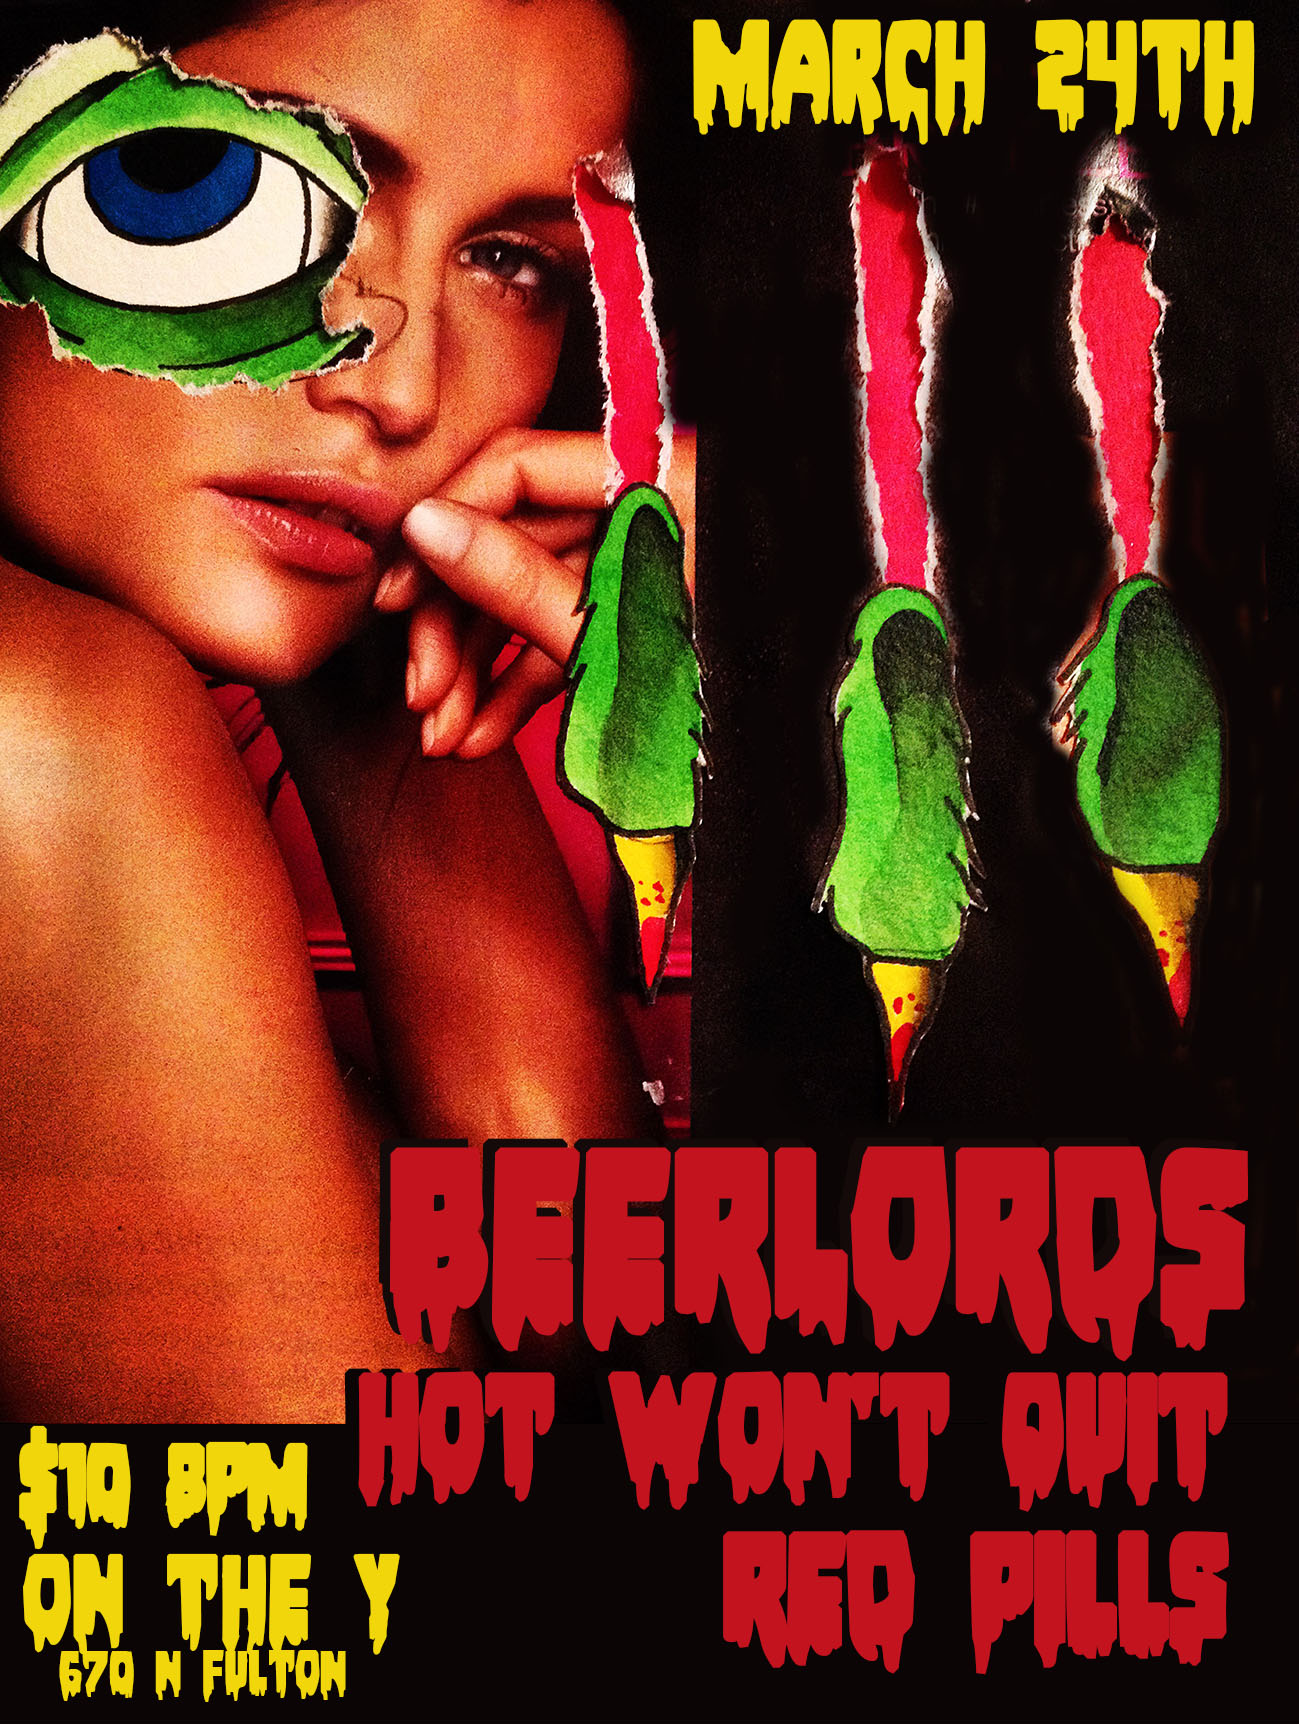 MARCH 24TH
BEERLORDS
HOT WON'T QUIT
RED PILLS
$10 8PM
ON THE Y
670 N FULTON